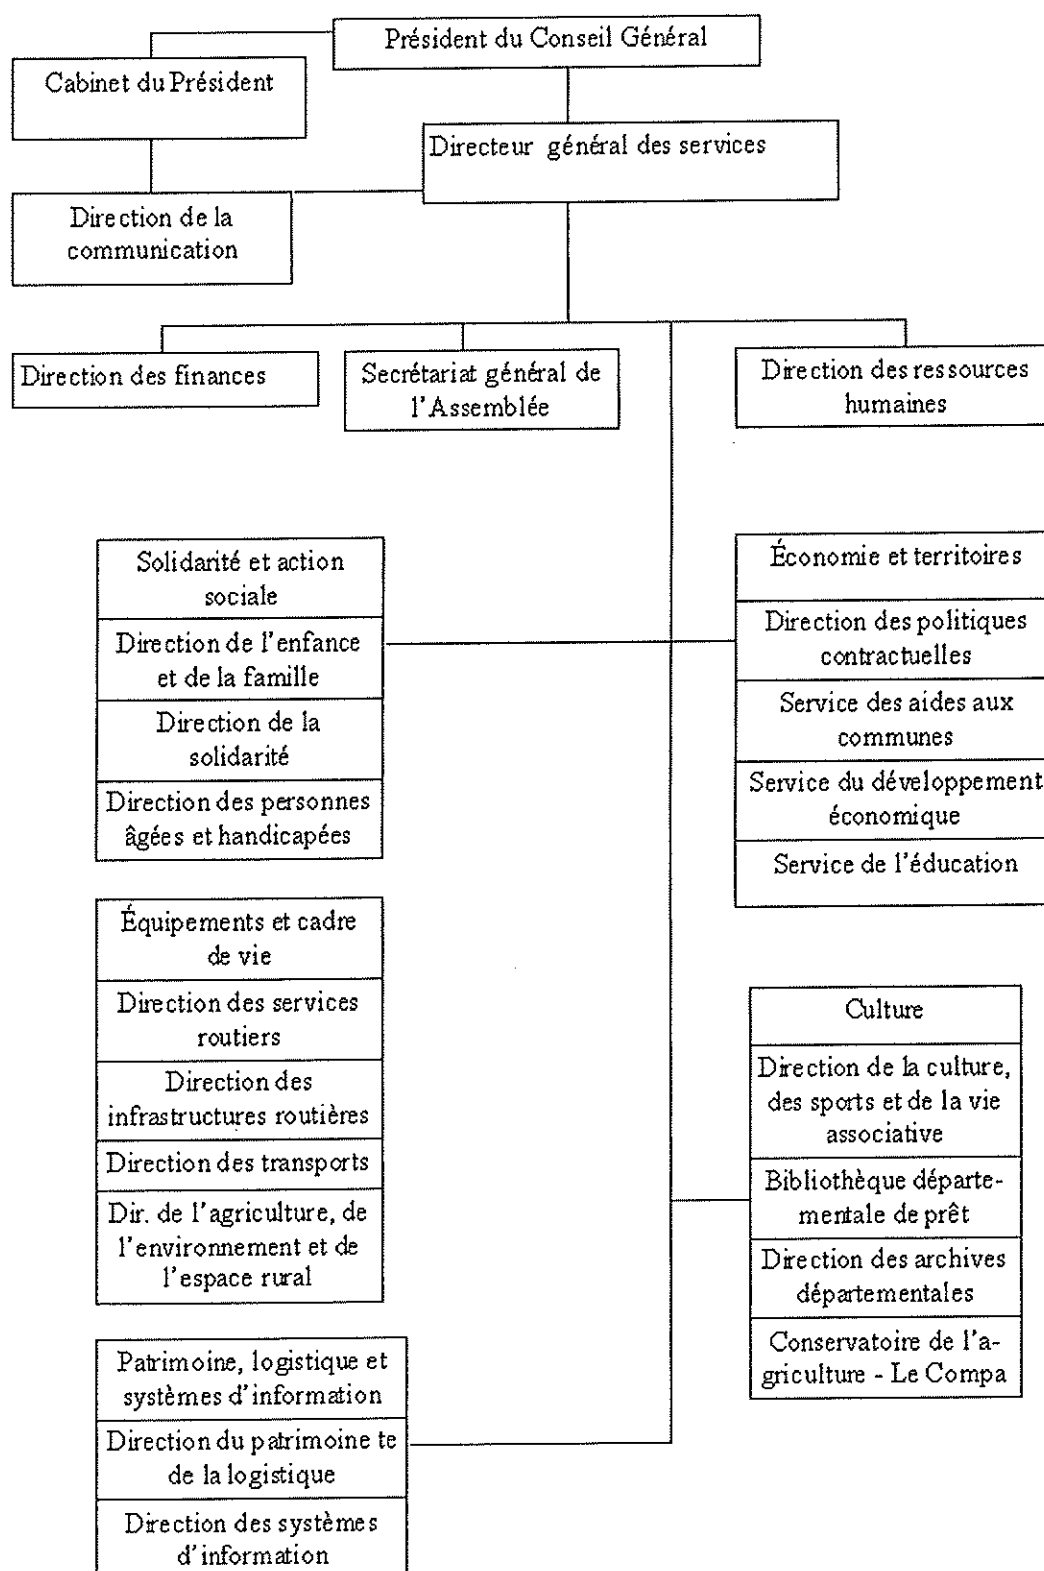 Président du Conseil Général
Cabinet du Président
Directeur général des services
Direction de la
communication
Direction des finances
Secrétariat général de
l'Assemblée
Direction des ressources
humaines
Solidarité et action
sociale
Direction de l'enfance
et de la famille
Direction de la
solidarité
Direction des personnes
âgées et handicapées
Économie et territoires
Direction des politiques
contractuelles
Service des aides aux
communes
Service du développement
économique
Service de l'éducation
Équipements et cadre
de vie
Direction des services
routiers
Direction des
infrastructures routières
Direction des transports
Dir. de l'agriculture, de
l'environnement et de
l'espace rural
Culture
Direction de la culture,
des sports et de la vie
associative
Bibliothèque départe-
mentale de prêt
Direction des archives
départementales
Conservatoire de l'a-
griculture - Le Compa
Patrimoine, logistique et
systèmes d'information
Direction du patrimoine te
de la logistique
Direction des systèmes
d'information